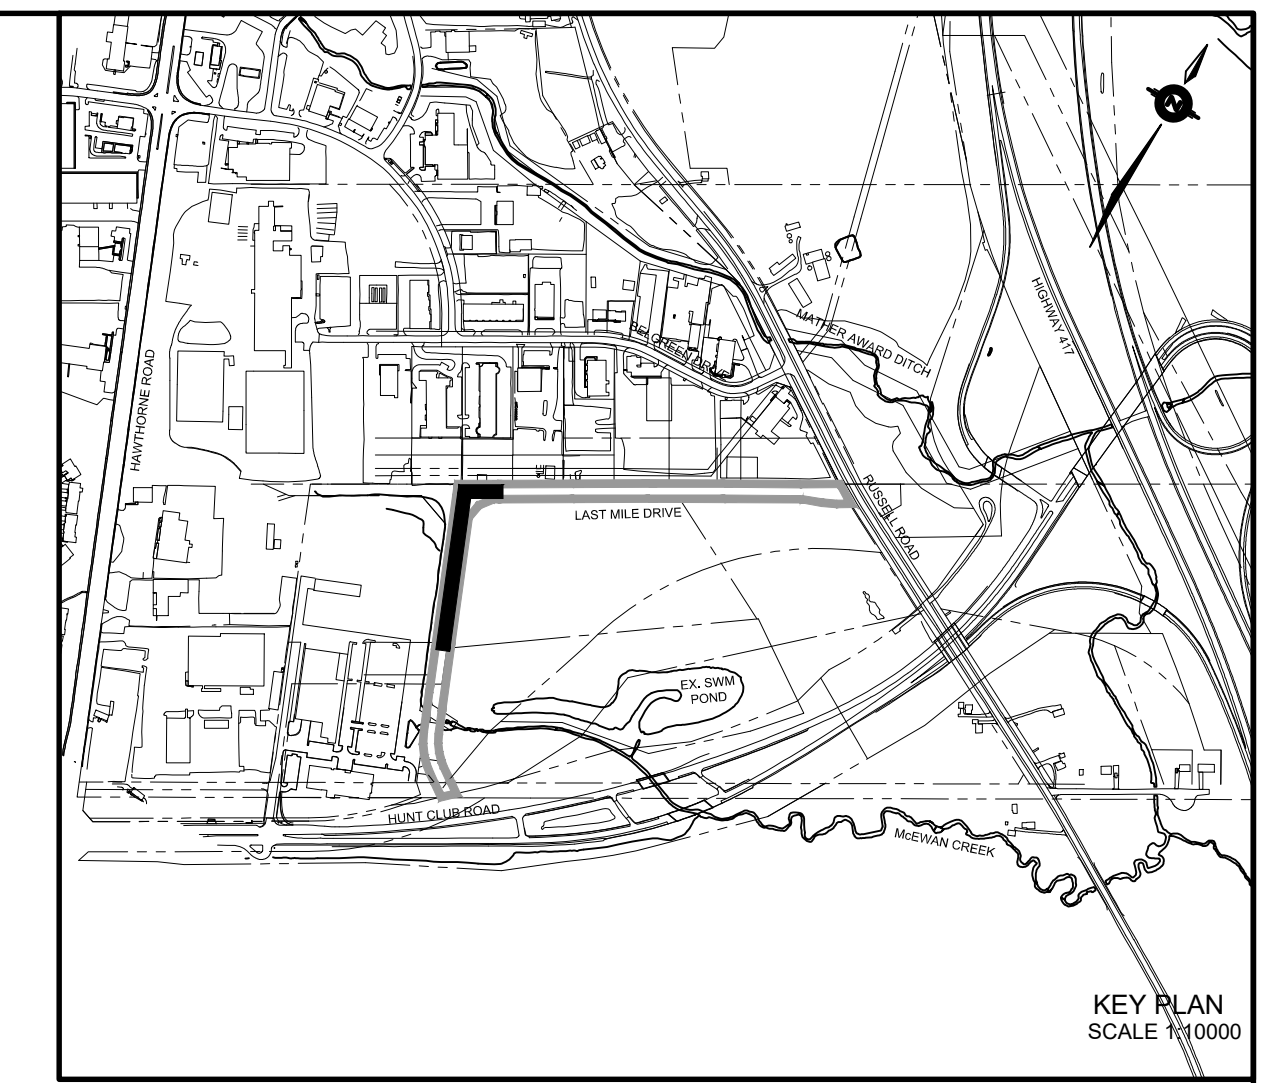 N
HIGHWAY 417
MATHER AWARD DITCH
BELGREEN DRIVE
HAWTHORNE ROAD
RUSSELL ROAD
LAST MILE DRIVE
EX. SWM
POND
HUNT CLUB ROAD
McEWAN CREEK
KEY PLAN
SCALE 1:10000